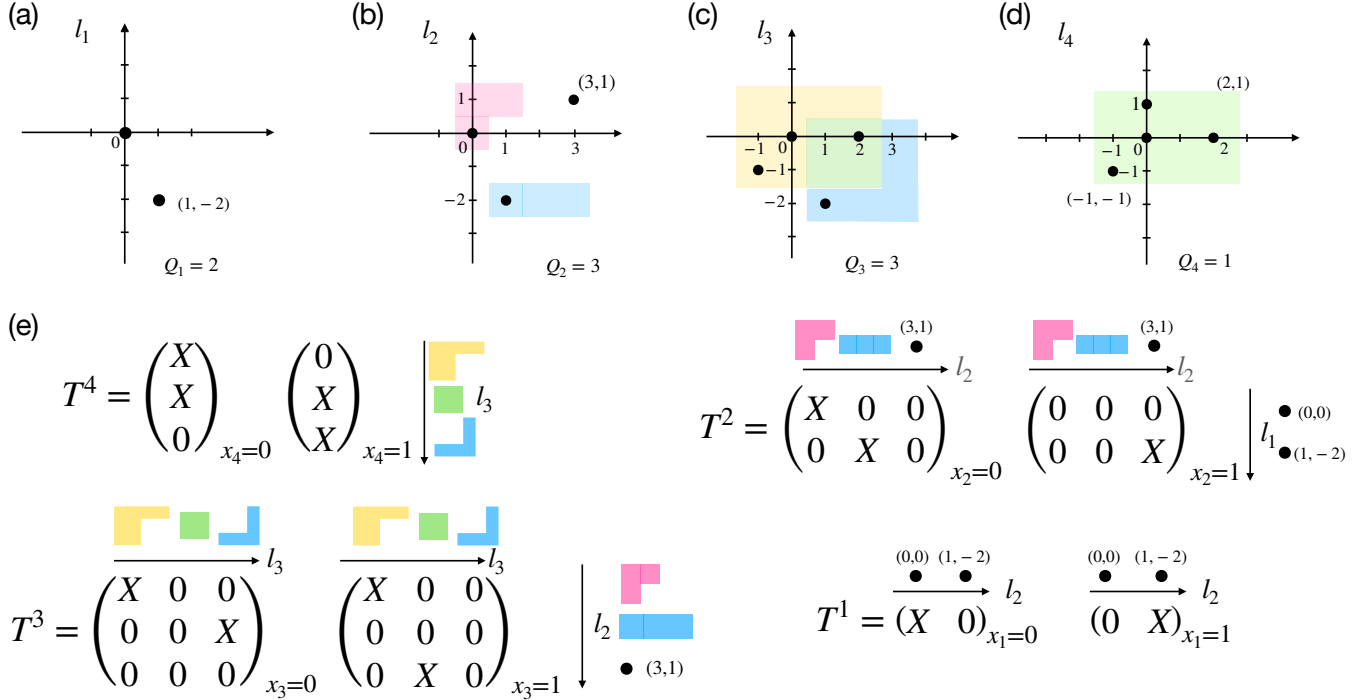 (a)
l₁
0
(1, − 2)
Q₁ = 2
(b)
l₂
(3,1)
1
0
1
3
−2
Q₂ = 3
(c)
l₃
−1
0
1
2
3
−1
−2
Q₃ = 3
(d)
l₄
(2,1)
1
−1
0
2
−1
(−1, −1)
Q₄ = 1
(e)
T⁴ =
X
X
0
x₄=0
0
X
X
x₄=1
l₃
T³ =
l₃
X 0 0
0 0 X
0 0 0
x₃=0
l₃
X 0 0
0 0 0
0 X 0
x₃=1
l₂
(3,1)
T² =
(3,1)
l₂
X 0 0
0 X 0
x₂=0
(3,1)
l₂
0 0 0
0 0 X
x₂=1
l₁
(0,0)
(1, − 2)
T¹ =
(0,0) (1, − 2)
l₂
(X 0)x₁=0
(0,0) (1, − 2)
l₂
(0 X)x₁=1